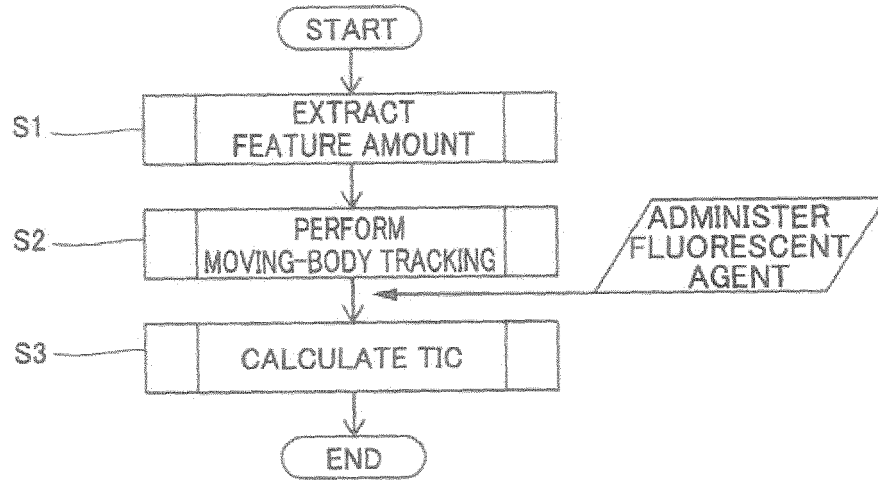 START
S1
EXTRACT
FEATURE AMOUNT
S2
PERFORM
MOVING-BODY TRACKING
ADMINISTER
FLUORESCENT
AGENT
S3
CALCULATE TIC
END